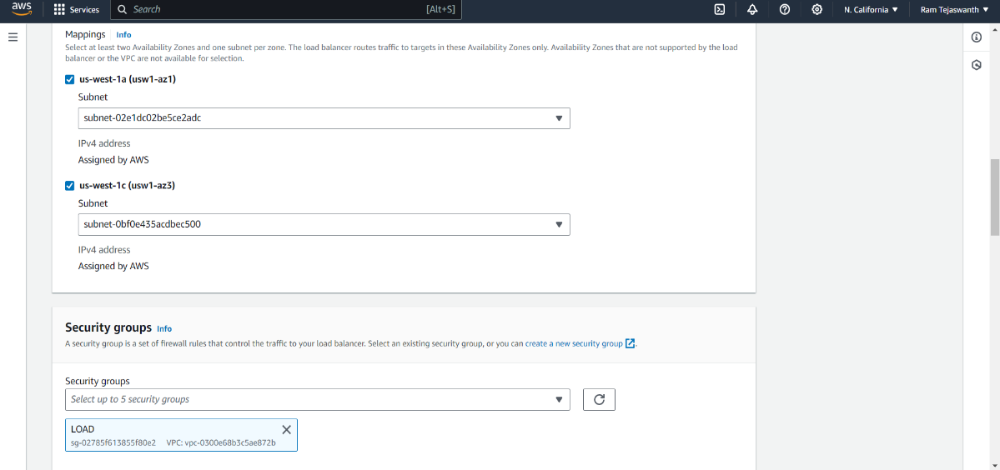 aws
Services
Search
[Alt+S]
N. California
Ram Tejaswanth
Mappings
Info
Select at least two Availability Zones and one subnet per zone. The load balancer routes traffic to targets in these Availability Zones only. Availability Zones that are not supported by the load
balancer or the VPC are not available for selection.
us-west-1a (usw1-az1)
Subnet
subnet-02e1dc02be5ce2adc
IPv4 address
Assigned by AWS
us-west-1c (usw1-az3)
Subnet
subnet-0bf0e435acdbec500
IPv4 address
Assigned by AWS
Security groups Info
A security group is a set of firewall rules that control the traffic to your load balancer. Select an existing security group, or you can create a new security group.
Security groups
Select up to 5 security groups
LOAD
sg-02785f613855f80e2 VPC: vpc-0300e68b3c5ae872b